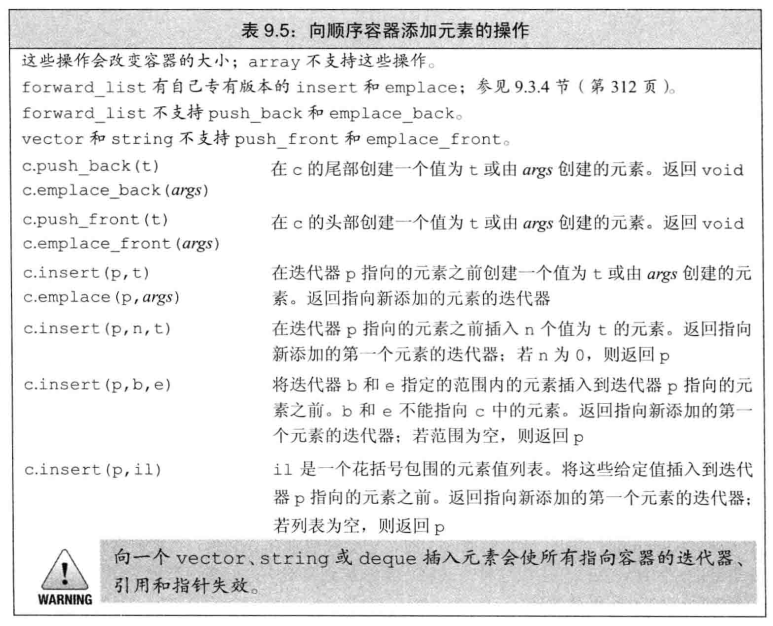 表 9.5：向顺序容器添加元素的操作
这些操作会改变容器的大小；array 不支持这些操作。
forward_list 有自己专有版本的 insert 和 emplace；参见 9.3.4 节（第 312 页）。
forward_list 不支持 push_back 和 emplace_back。
vector 和 string 不支持 push_front 和 emplace_front。
c.push_back(t) 在 c 的尾部创建一个值为 t 或由 args 创建的元素。返回 void
c.emplace_back(args)
c.push_front(t) 在 c 的头部创建一个值为 t 或由 args 创建的元素。返回 void
c.emplace_front(args)
c.insert(p,t) 在迭代器 p 指向的元素之前创建一个值为 t 或由 args 创建的元
c.emplace(p,args) 素。返回指向新添加的元素的迭代器
c.insert(p,n,t) 在迭代器 p 指向的元素之前插入 n 个值为 t 的元素。返回指向
新添加的第一个元素的迭代器；若 n 为 0，则返回 p
c.insert(p,b,e) 将迭代器 b 和 e 指定的范围内的元素插入到迭代器 p 指向的元
素之前。b 和 e 不能指向 c 中的元素。返回指向新添加的第一
个元素的迭代器；若范围为空，则返回 p
c.insert(p,il) il 是一个花括号包围的元素值列表。将这些给定值插入到迭代
器 p 指向的元素之前。返回指向新添加的第一个元素的迭代器；
若列表为空，则返回 p
向一个 vector、string 或 deque 插入元素会使所有指向容器的迭代器、
引用和指针失效。
WARNING